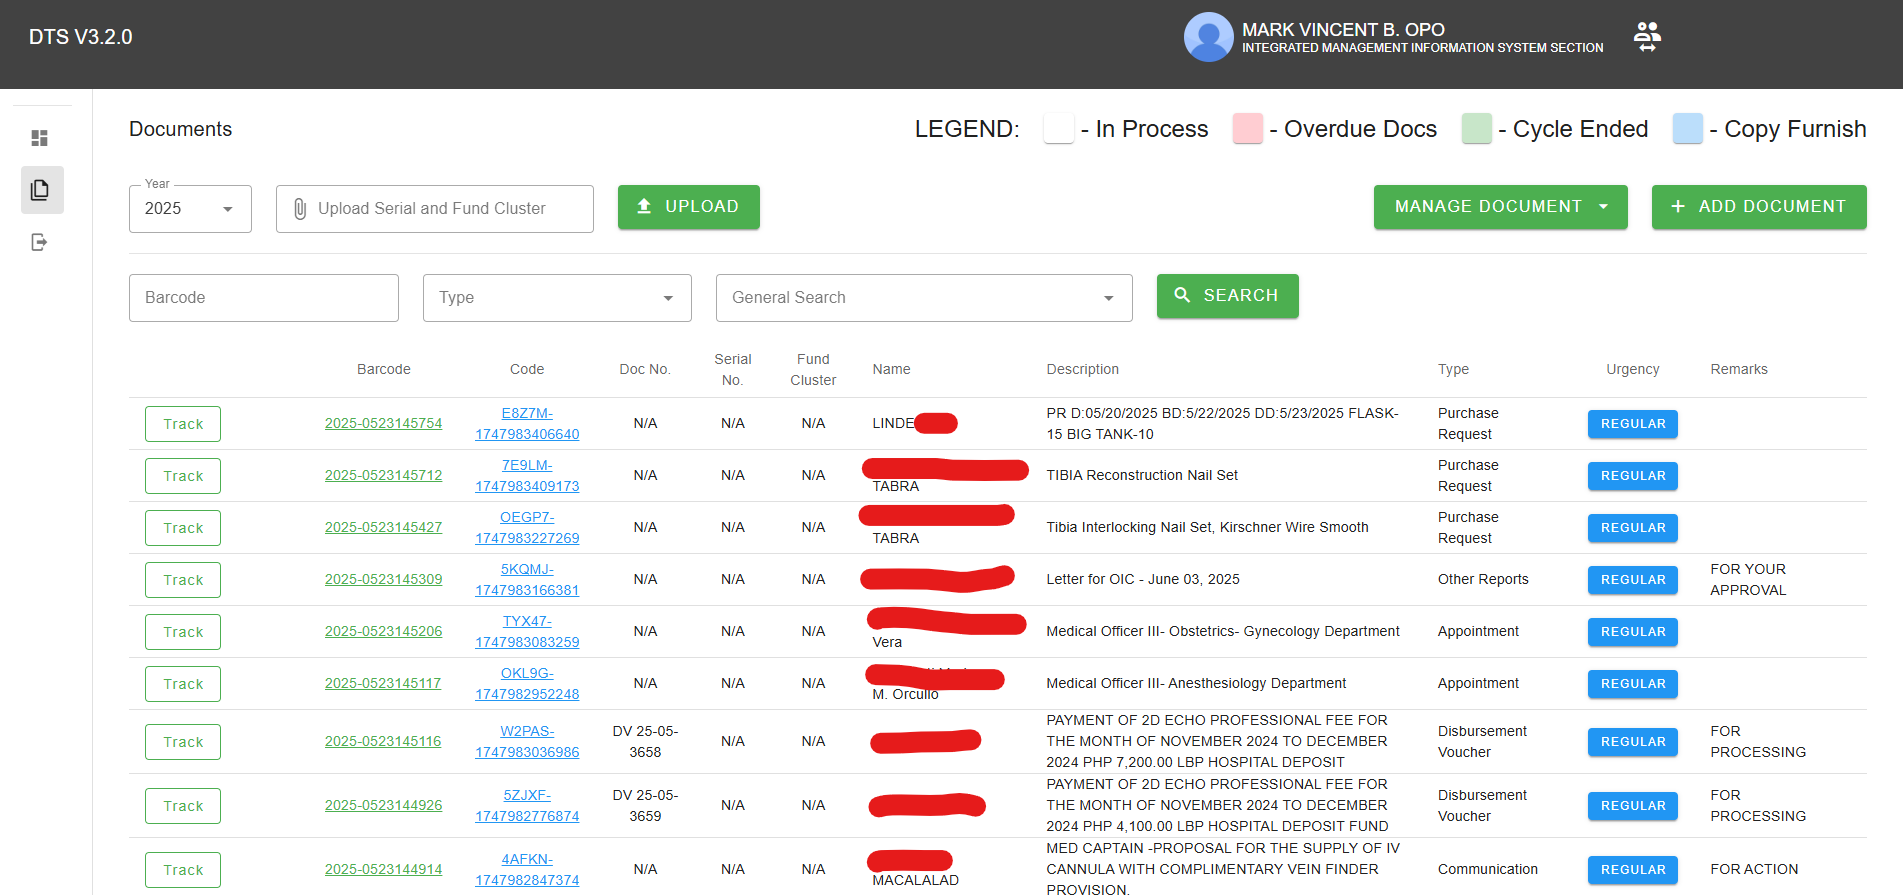 DTS V3.2.0
MARK VINCENT B. OPO
INTEGRATED MANAGEMENT INFORMATION SYSTEM SECTION
Documents
LEGEND: - In Process - Overdue Docs - Cycle Ended - Copy Furnish
Year
2025 Upload Serial and Fund Cluster UPLOAD MANAGE DOCUMENT ADD DOCUMENT
Barcode Type General Search SEARCH
Barcode Code Doc No. Serial No. Fund Cluster Name Description Type Urgency Remarks
Track 2025-0523145754 E8Z7M-1747983406640 N/A N/A N/A LINDE PR D:05/20/2025 BD:5/22/2025 DD:5/23/2025 FLASK-15 BIG TANK-10 Purchase Request REGULAR
Track 2025-0523145712 7E9LM-1747983409173 N/A N/A N/A TABRA TIBIA Reconstruction Nail Set Purchase Request REGULAR
Track 2025-0523145427 OEGP7-1747983227269 N/A N/A N/A TABRA Tibia Interlocking Nail Set, Kirschner Wire Smooth Purchase Request REGULAR
Track 2025-0523145309 5KQMJ-1747983166381 N/A N/A N/A Letter for OIC - June 03, 2025 Other Reports REGULAR FOR YOUR APPROVAL
Track 2025-0523145206 TYX47-1747983083259 N/A N/A N/A Vera Medical Officer III- Obstetrics- Gynecology Department Appointment REGULAR
Track 2025-0523145117 OKL9G-1747982952248 N/A N/A N/A M. Orcullo Medical Officer III- Anesthesiology Department Appointment REGULAR
Track 2025-0523145116 W2PAS-1747983036986 DV 25-05-3658 N/A N/A PAYMENT OF 2D ECHO PROFESSIONAL FEE FOR THE MONTH OF NOVEMBER 2024 TO DECEMBER 2024 PHP 7,200.00 LBP HOSPITAL DEPOSIT Disbursement Voucher REGULAR FOR PROCESSING
Track 2025-0523144926 5ZJXF-1747982776874 DV 25-05-3659 N/A N/A PAYMENT OF 2D ECHO PROFESSIONAL FEE FOR THE MONTH OF NOVEMBER 2024 TO DECEMBER 2024 PHP 4,100.00 LBP HOSPITAL DEPOSIT FUND Disbursement Voucher REGULAR FOR PROCESSING
Track 2025-0523144914 4AFKN-1747982847374 N/A N/A N/A MACALALAD MED CAPTAIN -PROPOSAL FOR THE SUPPLY OF IV CANNULA WITH COMPLIMENTARY VEIN FINDER PROVISION. Communication REGULAR FOR ACTION